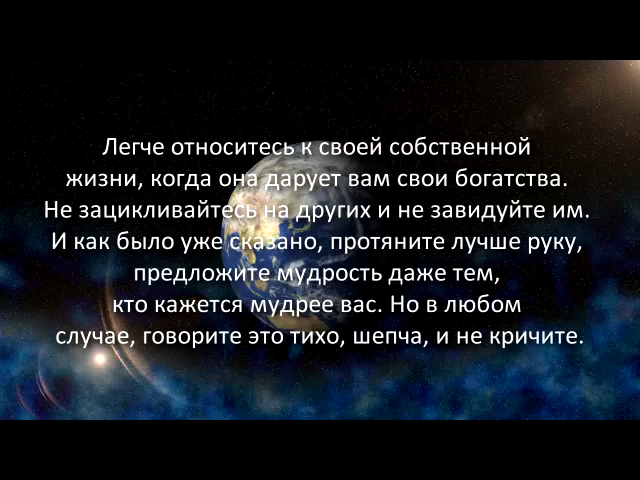 Легче относитесь к своей собственной
жизни, когда она дарует вам свои богатства.
Не зацикливайтесь на других и не завидуйте им.
И как было уже сказано, протяните лучше руку,
предложите мудрость даже тем,
кто кажется мудрее вас. Но в любом
случае, говорите это тихо, шепча, и не кричите.